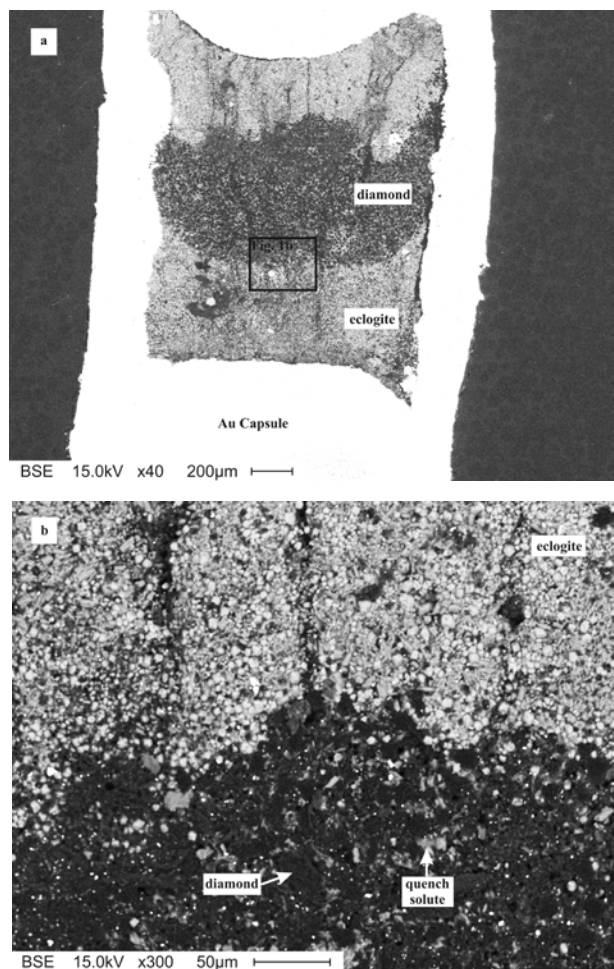 a
diamond
Fig. 1b
eclogite
Au Capsule
BSE 15.0kV x40 200μm
b
eclogite
diamond
quench
solute
BSE 15.0kV x300 50μm